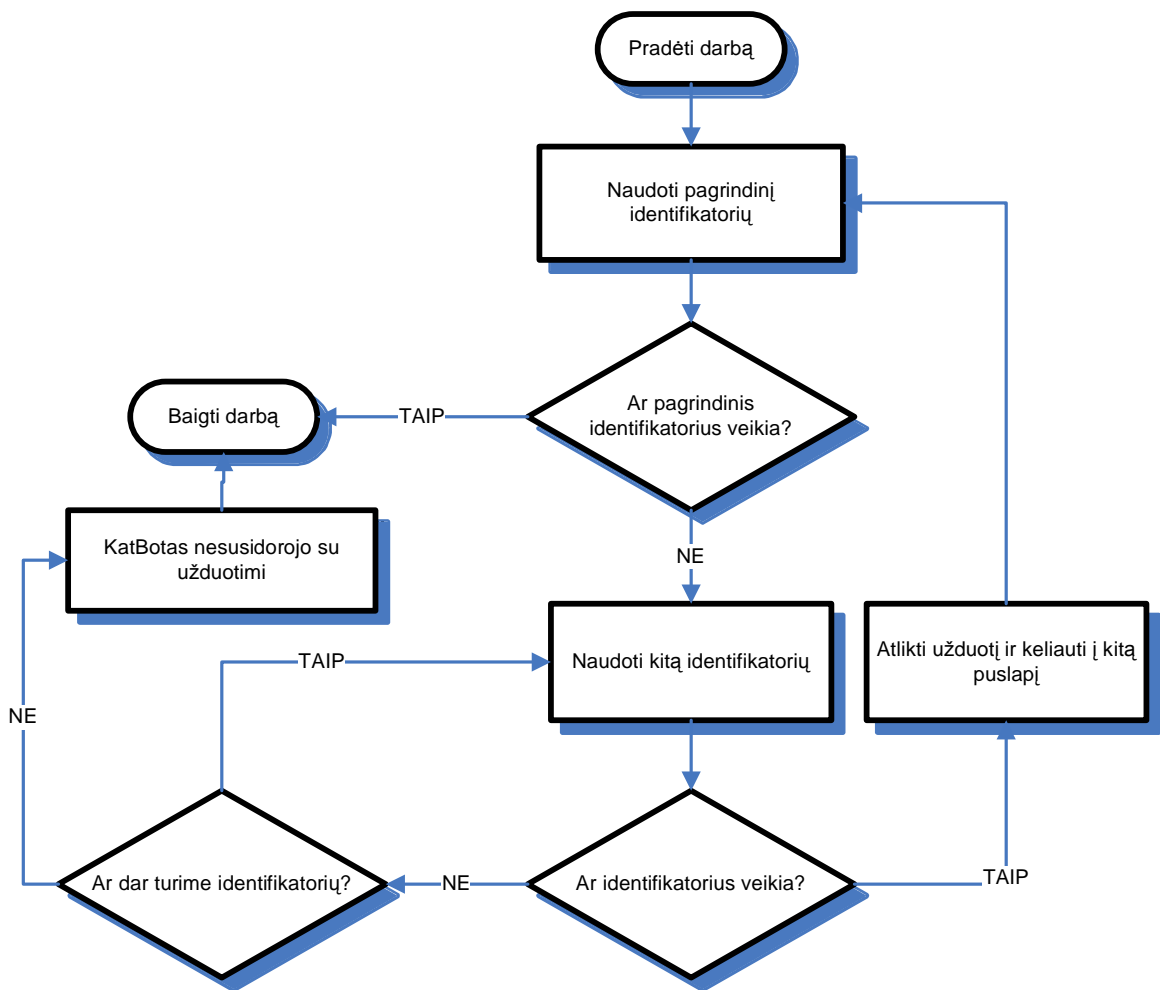 Pradėti darbą
Naudoti pagrindinį
identifikatorių
Ar pagrindinis
identifikatorius veikia?
TAIP
Baigti darbą
NE
KatBotas nesusidorojo su
užduotimi
Naudoti kitą identifikatorių
Atlikti užduotį ir keliauti į kitą
puslapį
TAIP
NE
Ar dar turime identifikatorių?
NE
Ar identifikatorius veikia?
TAIP